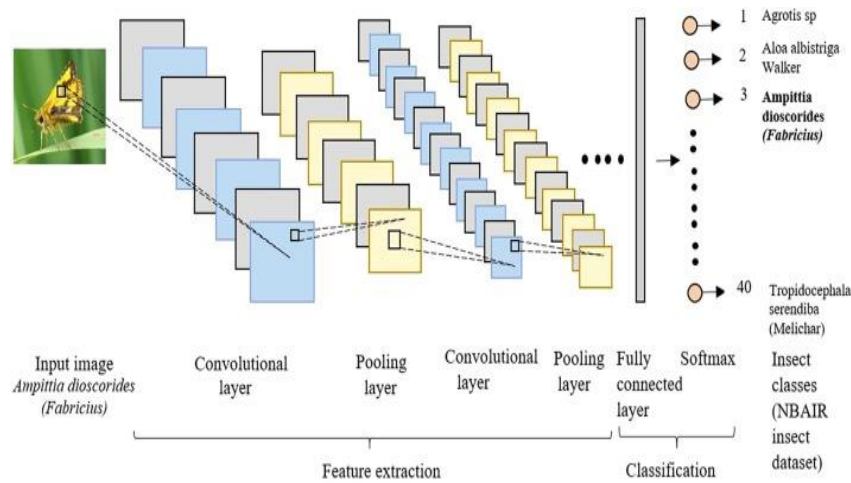 1 Agrotis sp
2 Aloa albistriga
Walker
3 Ampittia
dioscorides
(Fabricius)
40 Tropidocephala
serendiba
(Melichar)
Input image
Ampittia dioscorides
(Fabricius)
Convolutional
layer
Pooling
layer
Convolutional
layer
Pooling
layer
Fully
connected
layer
Softmax
Insect
classes
(NBAIR
insect
dataset)
Feature extraction
Classification